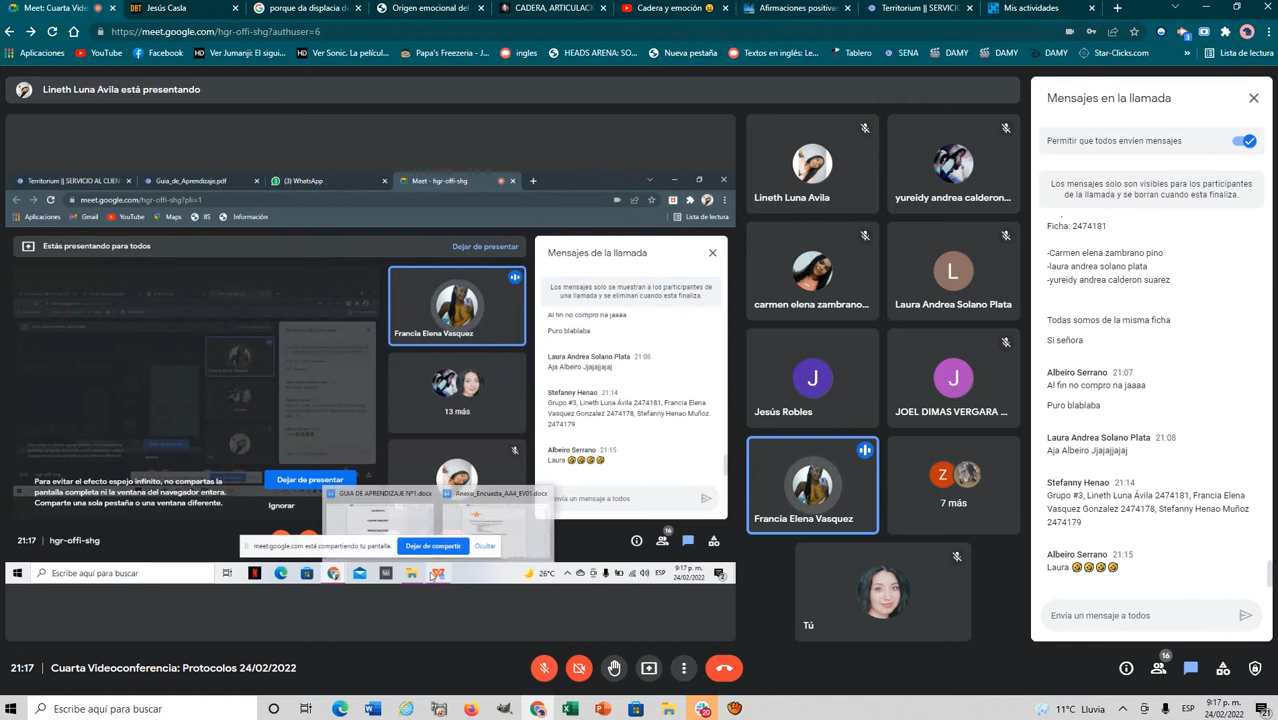 Meet: Cuarta Vide
Jesús Casla
porque da displacia d
Origen emocional del
CADERA, ARTICULAC
Cadera y emoción
Afirmaciones positivas
Territorium || SERVICIO
Mis actividades
https://meet.google.com/hgr-offi-shg?authuser=6
Aplicaciones
YouTube
Facebook
Ver Jumanji: El sigui...
Ver Sonic. La pelícu...
Papa's Freezeria - J...
ingles
HEADS ARENA; SO...
Nueva pestaña
Textos en inglés: Le...
Tablero
SENA
DAMY
DAMY
DAMY
Star-Clicks.com
Lista de lectura
Lineth Luna Avila está presentando
Territorium || SERVICIO AL CLIEN
Guia_de_Aprendizaje.pdf
(3) WhatsApp
Meet - hgr-offi-shg
meet.google.com/hgr-offi-shg?pli=1
Aplicaciones
Gmail
YouTube
Maps
IIS
Información
Lista de lectura
Estás presentando para todos
Dejar de presentar
Francia Elena Vasquez
13 más
Para evitar el efecto espejo infinito, no compartas la
pantalla completa ni la ventana del navegador entera.
Comparte una sola pestaña o una ventana diferente.
Dejar de presentar
Ignorar
Mensajes de la llamada
Los mensajes solo se muestran a los participantes de
una llamada y se eliminan cuando esta finaliza.
Al fin no compro na jaaaa
Puro blablaba
Laura Andrea Solano Plata 21:08
Aja Albeiro Jjajajjajaj
Stefanny Henao 21:14
Grupo #3, Lineth Luna Ávila 2474181, Francia Elena
Vasquez Gonzalez 2474178, Stefanny Henao Muñoz
2474179
Albeiro Serrano 21:15
Laura 🤣🤣🤣🤣
Envía un mensaje a todos
GUIA DE APRENDIZAJE Nº1.docx
Anexo_Encuesta_AA4_EV01.docx
meet.google.com está compartiendo tu pantalla.
Dejar de compartir
Ocultar
21:17
hgr-offi-shg
16
Escribe aquí para buscar
26°C
ESP
9:17 p. m.
24/02/2022
2
Lineth Luna Avila
yureidy andrea calderon...
carmen elena zambrano...
L
Laura Andrea Solano Plata
J
Jesús Robles
J
JOEL DIMAS VERGARA ...
Francia Elena Vasquez
Z
7 más
Tú
Mensajes en la llamada
Permitir que todos envíen mensajes
Los mensajes solo son visibles para los participantes
de la llamada y se borran cuando esta finaliza.
Ficha: 2474181
-Carmen elena zambrano pino
-laura andrea solano plata
-yureidy andrea calderon suarez
Todas somos de la misma ficha
Si señora
Albeiro Serrano 21:07
Al fin no compro na jaaaa
Puro blablaba
Laura Andrea Solano Plata 21:08
Aja Albeiro Jjajajjajaj
Stefanny Henao 21:14
Grupo #3, Lineth Luna Ávila 2474181, Francia Elena
Vasquez Gonzalez 2474178, Stefanny Henao Muñoz
2474179
Albeiro Serrano 21:15
Laura 🤣🤣🤣🤣
Envía un mensaje a todos
21:17
Cuarta Videoconferencia: Protocolos 24/02/2022
16
Escribe aquí para buscar
20
11°C Lluvia
ESP
9:17 p. m.
24/02/2022